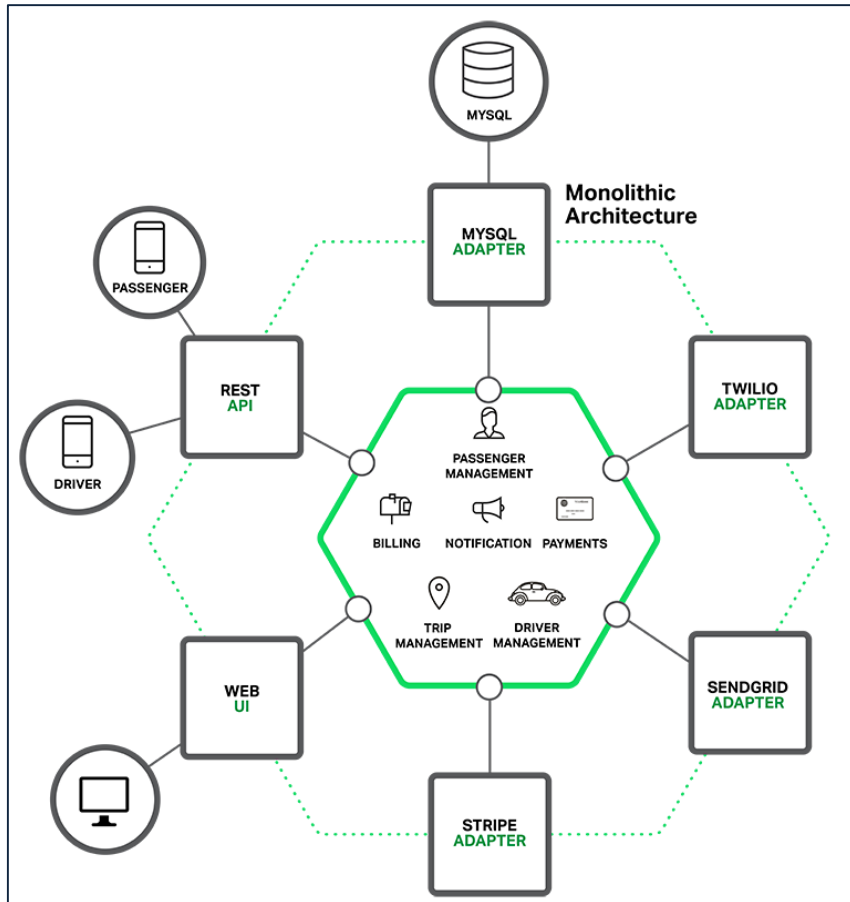 MYSQL
Monolithic
Architecture
MYSQL
ADAPTER
PASSENGER
REST
API
TWILIO
ADAPTER
DRIVER
PASSENGER
MANAGEMENT
BILLING
NOTIFICATION
PAYMENTS
TRIP
MANAGEMENT
DRIVER
MANAGEMENT
WEB
UI
SENDGRID
ADAPTER
STRIPE
ADAPTER